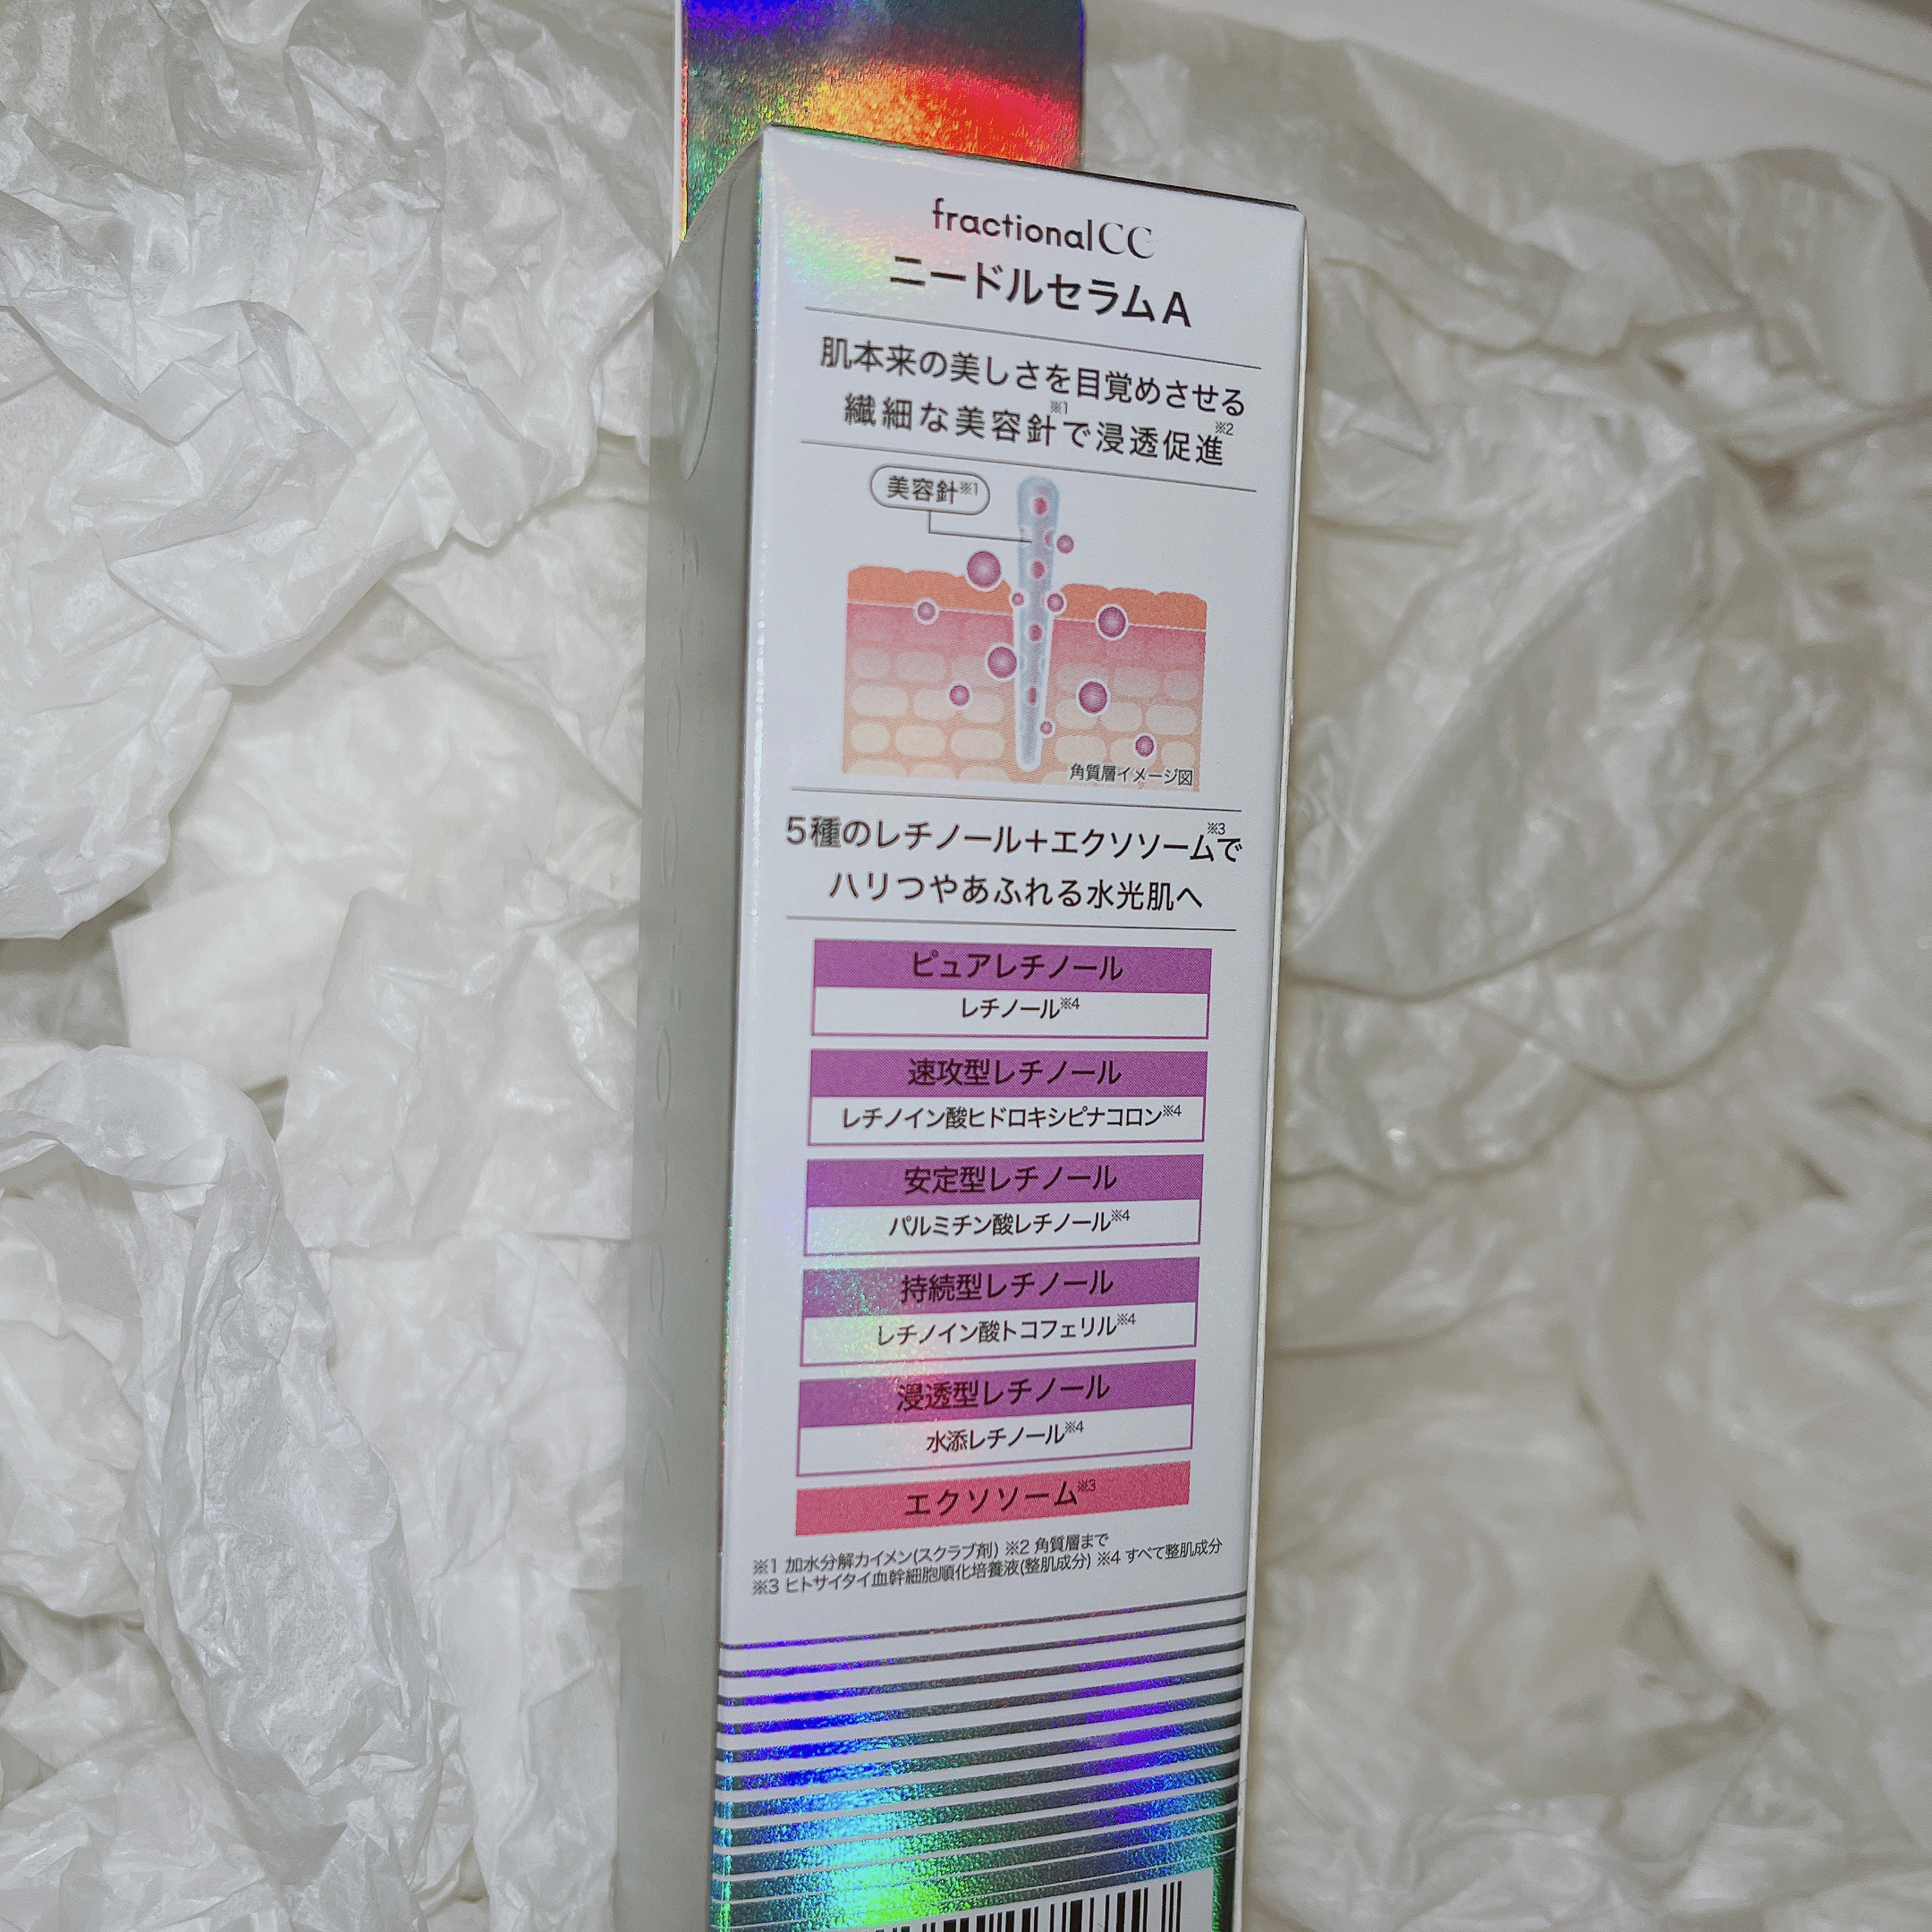 fractionalCC
ニードルセラムA
肌本来の美しさを目覚めさせる
繊細な美容針※1で浸透促進※2
美容針※1
角質層イメージ図
5種のレチノール+エクソソーム※3で
ハリつやあふれる水光肌へ
ピュアレチノール
レチノール※4
速攻型レチノール
レチノイン酸ヒドロキシピナコロン※4
安定型レチノール
パルミチン酸レチノール※4
持続型レチノール
レチノイン酸トコフェリル※4
浸透型レチノール
水添レチノール※4
エクソソーム※3
※1 加水分解カイメン(スクラブ剤) ※2 角質層まで
※3 ヒトサイタイ血幹細胞順化培養液(整肌成分) ※4 すべて整肌成分